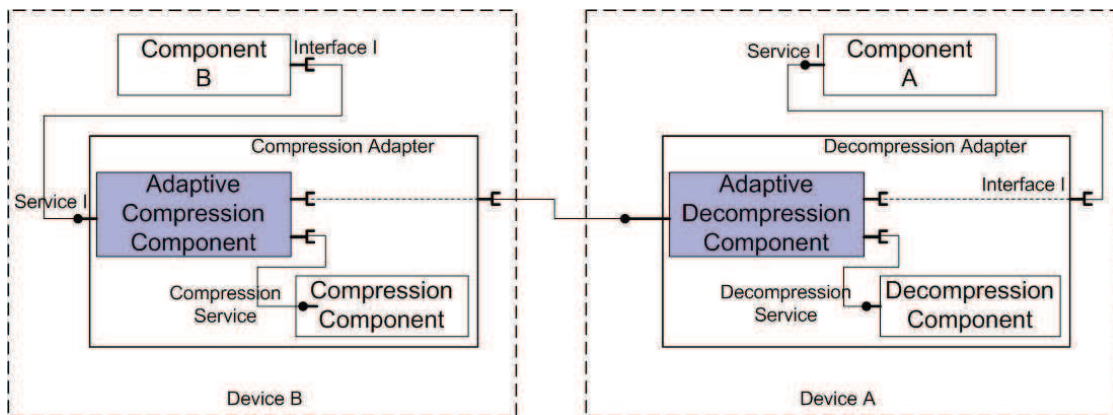 Component
B
Interface I
Compression Adapter
Service I
Adaptive
Compression
Component
Compression
Service
Compression
Component
Device B
Service I
Component
A
Decompression Adapter
Adaptive
Decompression
Component
Interface I
Decompression
Service
Decompression
Component
Device A